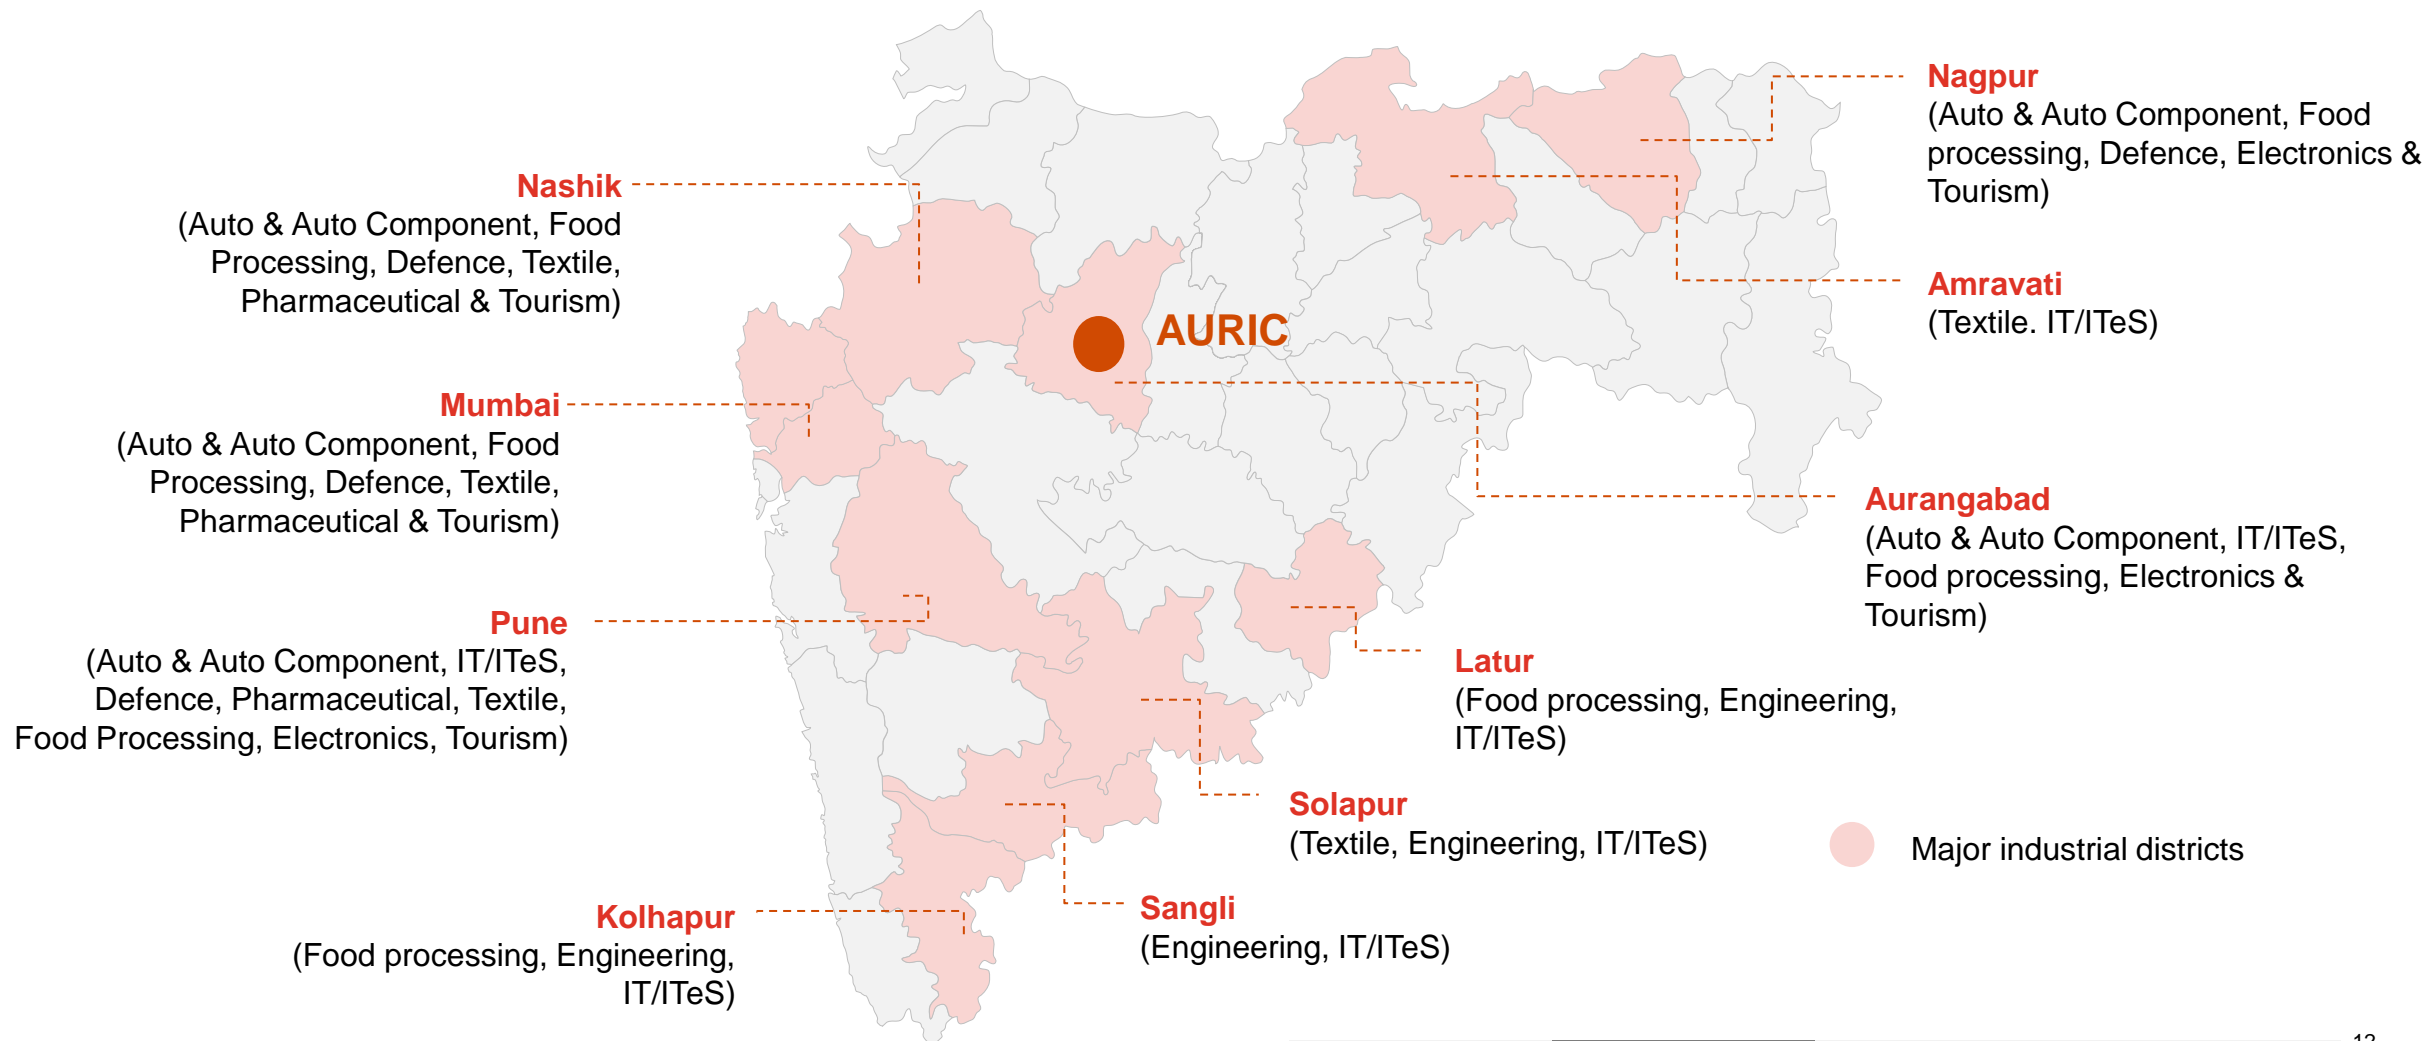 Nagpur
(Auto & Auto Component, Food
processing, Defence, Electronics &
Tourism)
Nashik
(Auto & Auto Component, Food
Processing, Defence, Textile,
Pharmaceutical & Tourism)
Amravati
(Textile. IT/ITeS)
AURIC
Mumbai
(Auto & Auto Component, Food
Processing, Defence, Textile,
Pharmaceutical & Tourism)
Aurangabad
(Auto & Auto Component, IT/ITeS,
Food processing, Electronics &
Tourism)
Pune
(Auto & Auto Component, IT/ITeS,
Defence, Pharmaceutical, Textile,
Food Processing, Electronics, Tourism)
Latur
(Food processing, Engineering,
IT/ITeS)
Solapur
(Textile, Engineering, IT/ITeS)
Major industrial districts
Sangli
(Engineering, IT/ITeS)
Kolhapur
(Food processing, Engineering,
IT/ITeS)